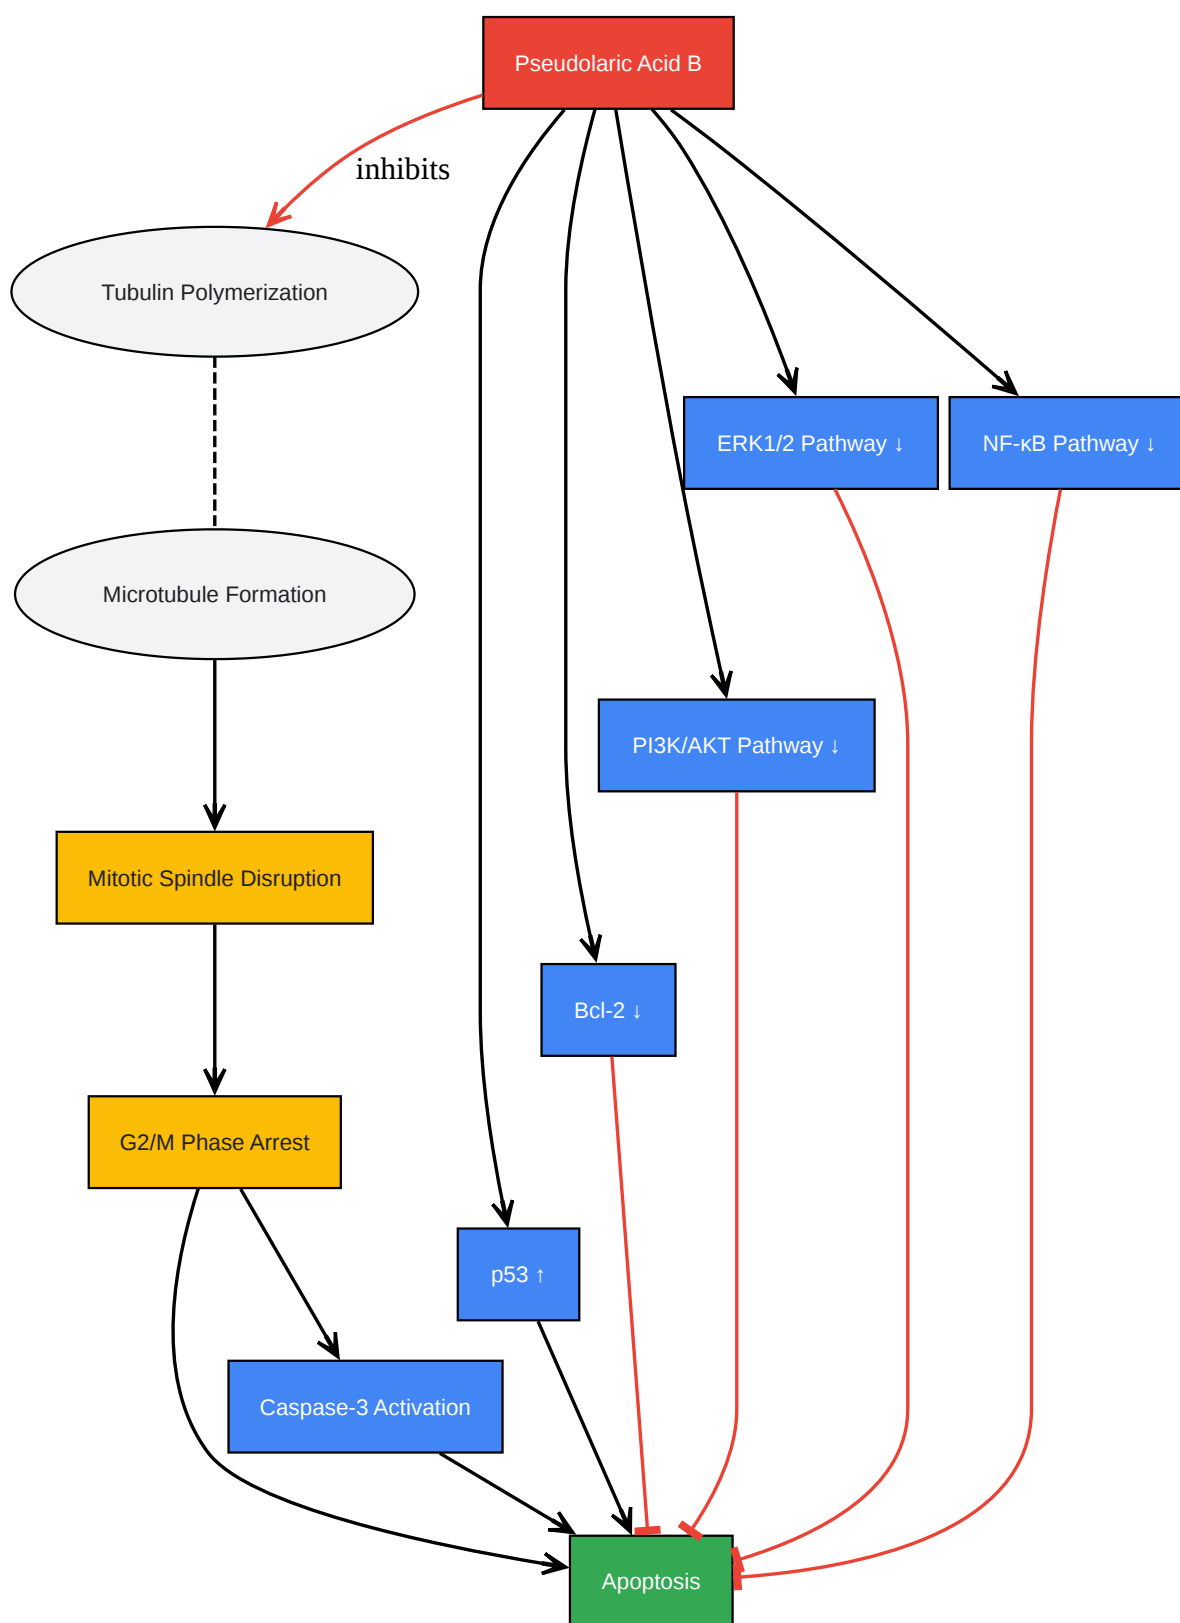 Pseudolaric Acid B
inhibits
Tubulin Polymerization
ERK1/2 Pathway ↓
NF-κB Pathway ↓
Microtubule Formation
PI3K/AKT Pathway ↓
Mitotic Spindle Disruption
Bcl-2 ↓
G2/M Phase Arrest
p53 ↑
Caspase-3 Activation
Apoptosis